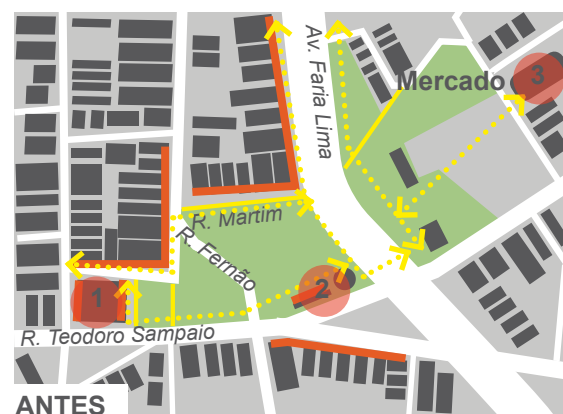 Av. Faria Lima
Mercado
3
R. Martim
R. Fernão
1
2
R. Teodoro Sampaio
ANTES